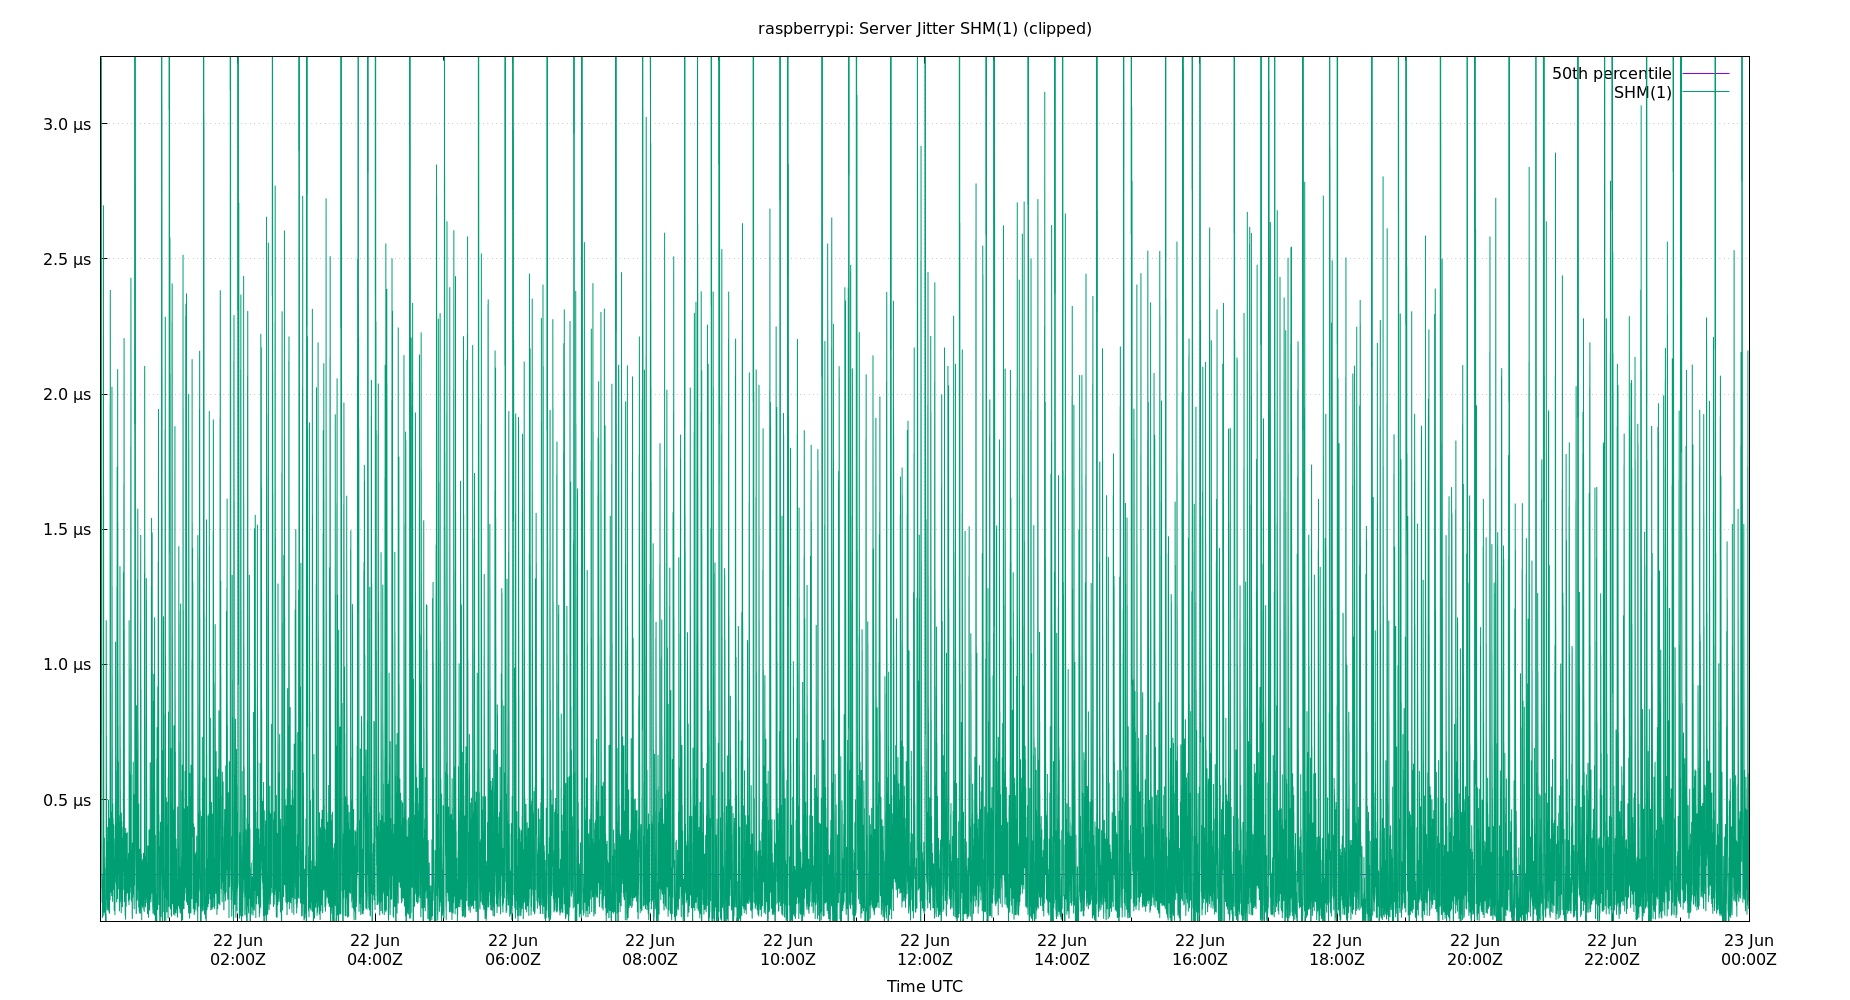 raspberrypi: Server Jitter SHM(1) (clipped)
50th percentile
SHM(1)
3.0 µs
2.5 µs
2.0 µs
1.5 µs
1.0 µs
0.5 µs
22 Jun 22 Jun 22 Jun 22 Jun 22 Jun 22 Jun 22 Jun 22 Jun 22 Jun 22 Jun 22 Jun 23 Jun
02:00Z 04:00Z 06:00Z 08:00Z 10:00Z 12:00Z 14:00Z 16:00Z 18:00Z 20:00Z 22:00Z 00:00Z
Time UTC